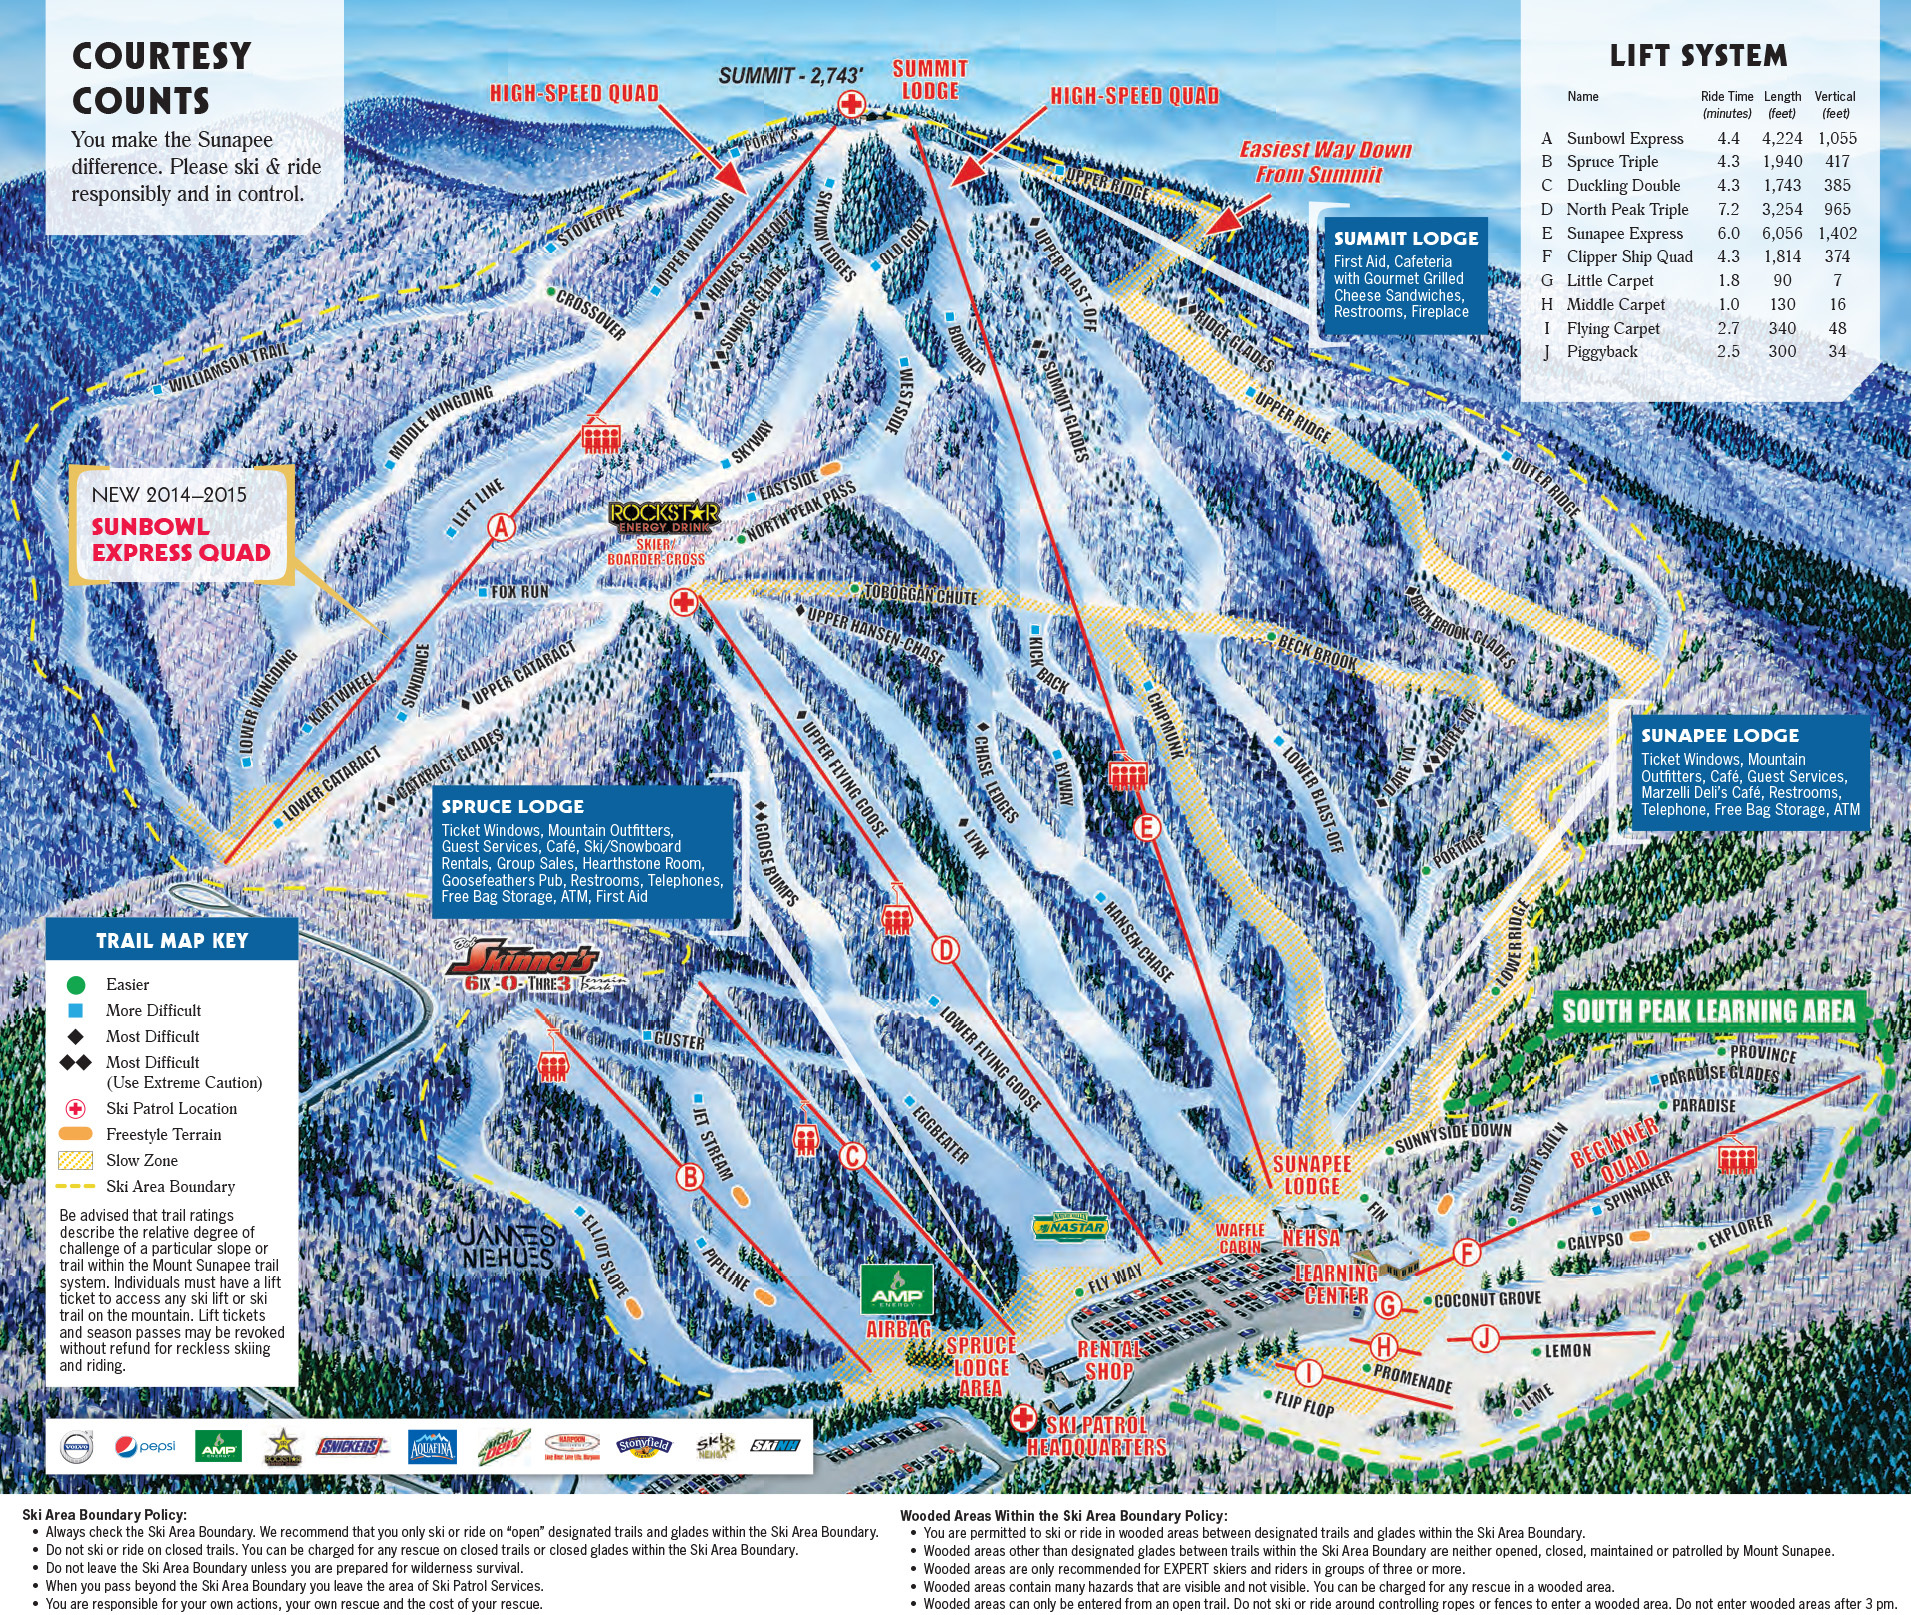 COURTESY
COUNTS
You make the Sunapee
difference. Please ski & ride
responsibly and in control.
SUMMIT - 2,743'
SUMMIT
LODGE
HIGH-SPEED QUAD
HIGH-SPEED QUAD
Easiest Way Down
From Summit
LIFT SYSTEM
Name Ride Time Length Vertical
(minutes) (feet) (feet)
A Sunbowl Express 4.4 4,224 1,055
B Spruce Triple 4.3 1,940 417
C Duckling Double 4.3 1,743 385
D North Peak Triple 7.2 3,254 965
E Sunapee Express 6.0 6,056 1,402
F Clipper Ship Quad 4.3 1,814 374
G Little Carpet 1.8 90 7
H Middle Carpet 1.0 130 16
I Flying Carpet 2.7 340 48
J Piggyback 2.5 300 34
SUMMIT LODGE
First Aid, Cafeteria
with Gourmet Grilled
Cheese Sandwiches,
Restrooms, Fireplace
PORKY'S
UPPER RIDGE
STOVEPIPE
UPPER WINGDING
SKYWAY LEDGES
OLD GOAT
UPPER BLAST-OFF
HAWES' SHUTOUT
SUNRISE GLADE
CROSSOVER
WILLIAMSON TRAIL
MIDDLE WINGDING
BONANZA
WESTSIDE
SUMMIT GLADES
RIDGE GLADES
UPPER RIDGE
OUTER RIDGE
SKYWAY
LIFT LINE
A
EASTSIDE
NORTH PEAK PASS
NEW 2014–2015
SUNBOWL
EXPRESS QUAD
ROCKSTAR
ENERGY DRINK
SKIER/
BOARDER-CROSS
FOX RUN
TOBOGGAN CHUTE
UPPER HANSEN-CHASE
KICK BACK
BECK BROOK
BECK BROOK GLADES
LOWER WINGDING
KARTWHEEL
SUNDANCE
UPPER CATARACT
LOWER CATARACT
CATARACT GLADES
UPPER FLYING GOOSE
GOOSE BUMPS
CHASE LEDGES
LYNX
BYWAY
CHIPMUNK
E
LOWER BLAST-OFF
DARE YA
DOUBLE DARE YA
PORTAGE
LOWER RIDGE
HANSEN-CHASE
D
SUNAPEE LODGE
Ticket Windows, Mountain
Outfitters, Café, Guest Services,
Marzelli Deli's Café, Restrooms,
Telephone, Free Bag Storage, ATM
SPRUCE LODGE
Ticket Windows, Mountain Outfitters,
Guest Services, Café, Ski/Snowboard
Rentals, Group Sales, Hearthstone Room,
Goosefeathers Pub, Restrooms, Telephones,
Free Bag Storage, ATM, First Aid
TRAIL MAP KEY
Easier
More Difficult
Most Difficult
Most Difficult
(Use Extreme Caution)
Ski Patrol Location
Freestyle Terrain
Slow Zone
Ski Area Boundary
Be advised that trail ratings
describe the relative degree of
challenge of a particular slope or
trail within the Mount Sunapee trail
system. Individuals must have a lift
ticket to access any ski lift or ski
trail on the mountain. Lift tickets
and season passes may be revoked
without refund for reckless skiing
and riding.
Bob
Skinner's
6IX -0- THRE3 Terrain
Park
GUSTER
JET STREAM
C
B
EGGBEATER
LOWER FLYING GOOSE
ELLIOTT SLOPE
PIPELINE
JAMES
NIEHUES
AMP
ENERGY
AIRBAG
NATURE VALLEY
NASTAR
SPRUCE
LODGE
AREA
FLY WAY
RENTAL
SHOP
SKI PATROL
HEADQUARTERS
SUNAPEE
LODGE
WAFFLE
CABIN
NEHSA
LEARNING
CENTER
FIN
SOUTH PEAK LEARNING AREA
PROVINCE
PARADISE GLADES
PARADISE
SUNNYSIDE DOWN
SMOOTH SAIL'N
BEGINNER
QUAD
SPINNAKER
CALYPSO
EXPLORER
F
G
COCONUT GROVE
H
J
LEMON
I
PROMENADE
FLIP FLOP
LIME
VOLVO
pepsi
AMP
ENERGY
ROCKSTAR
SNICKERS
AQUAFINA
mtn DEW
HARPOON
Love Beer. Love Life. Harpoon.
Stonyfield
SKI
NEHSA
SKINH
Ski Area Boundary Policy:
• Always check the Ski Area Boundary. We recommend that you only ski or ride on “open” designated trails and glades within the Ski Area Boundary.
• Do not ski or ride on closed trails. You can be charged for any rescue on closed trails or closed glades within the Ski Area Boundary.
• Do not leave the Ski Area Boundary unless you are prepared for wilderness survival.
• When you pass beyond the Ski Area Boundary you leave the area of Ski Patrol Services.
• You are responsible for your own actions, your own rescue and the cost of your rescue.
Wooded Areas Within the Ski Area Boundary Policy:
• You are permitted to ski or ride in wooded areas between designated trails and glades within the Ski Area Boundary.
• Wooded areas other than designated glades between trails within the Ski Area Boundary are neither opened, closed, maintained or patrolled by Mount Sunapee.
• Wooded areas are only recommended for EXPERT skiers and riders in groups of three or more.
• Wooded areas contain many hazards that are visible and not visible. You can be charged for any rescue in a wooded area.
• Wooded areas can only be entered from an open trail. Do not ski or ride around controlling ropes or fences to enter a wooded area. Do not enter wooded areas after 3 pm.